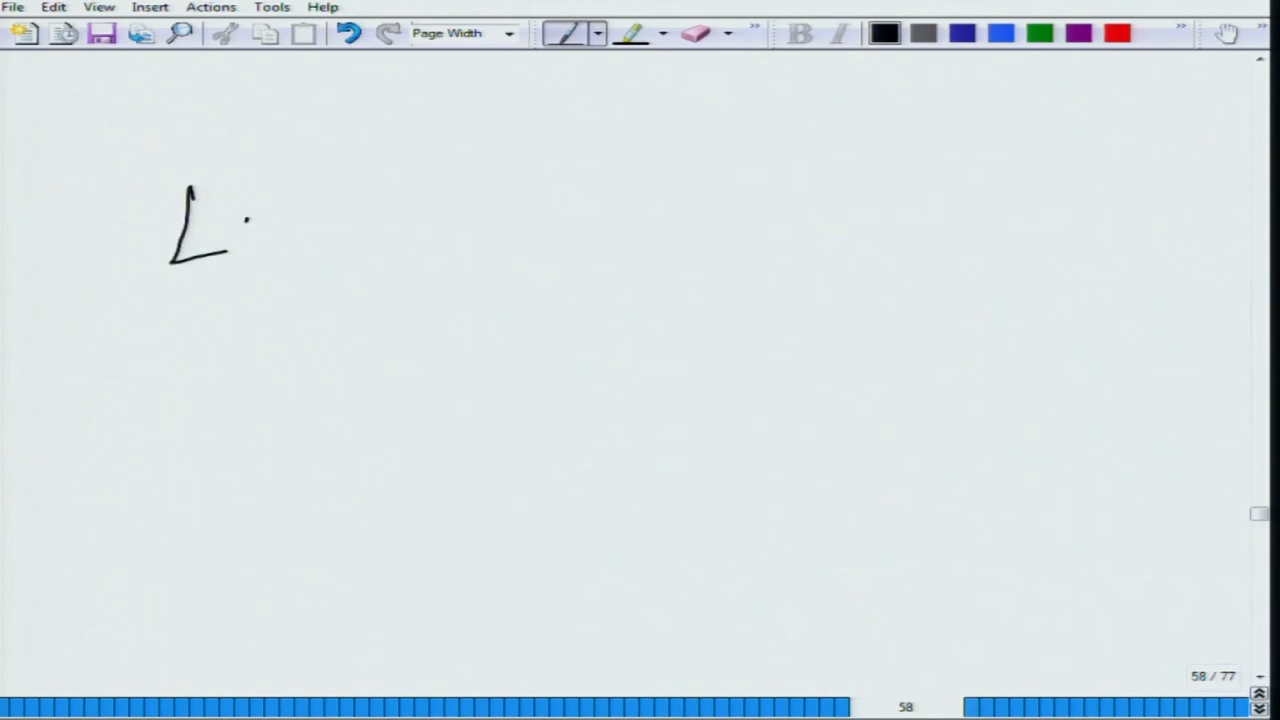 File Edit View Insert Actions Tools Help
Page Width B I
L
58 / 77
58